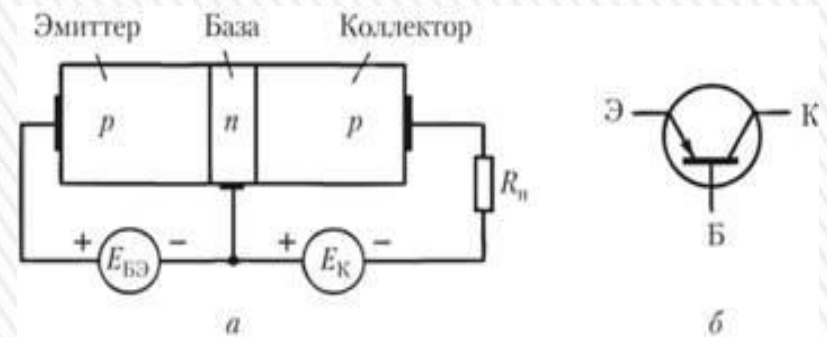 Эмиттер База Коллектор
p n p
Э К
Rн
Б
+ EБЭ − + EК −
а б